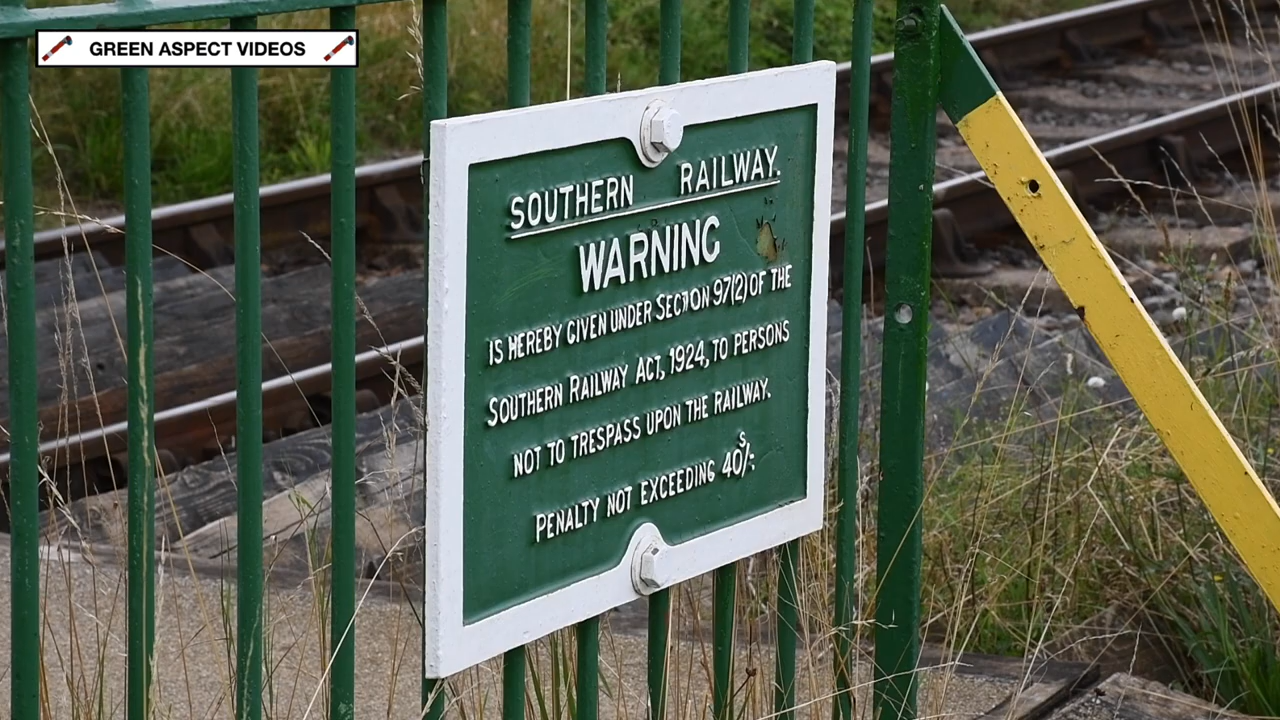 GREEN ASPECT VIDEOS
SOUTHERN RAILWAY.
WARNING
IS HEREBY GIVEN UNDER SECTION 97(2) OF THE
SOUTHERN RAILWAY ACT, 1924, TO PERSONS
NOT TO TRESPASS UPON THE RAILWAY.
PENALTY NOT EXCEEDING 40/S-.